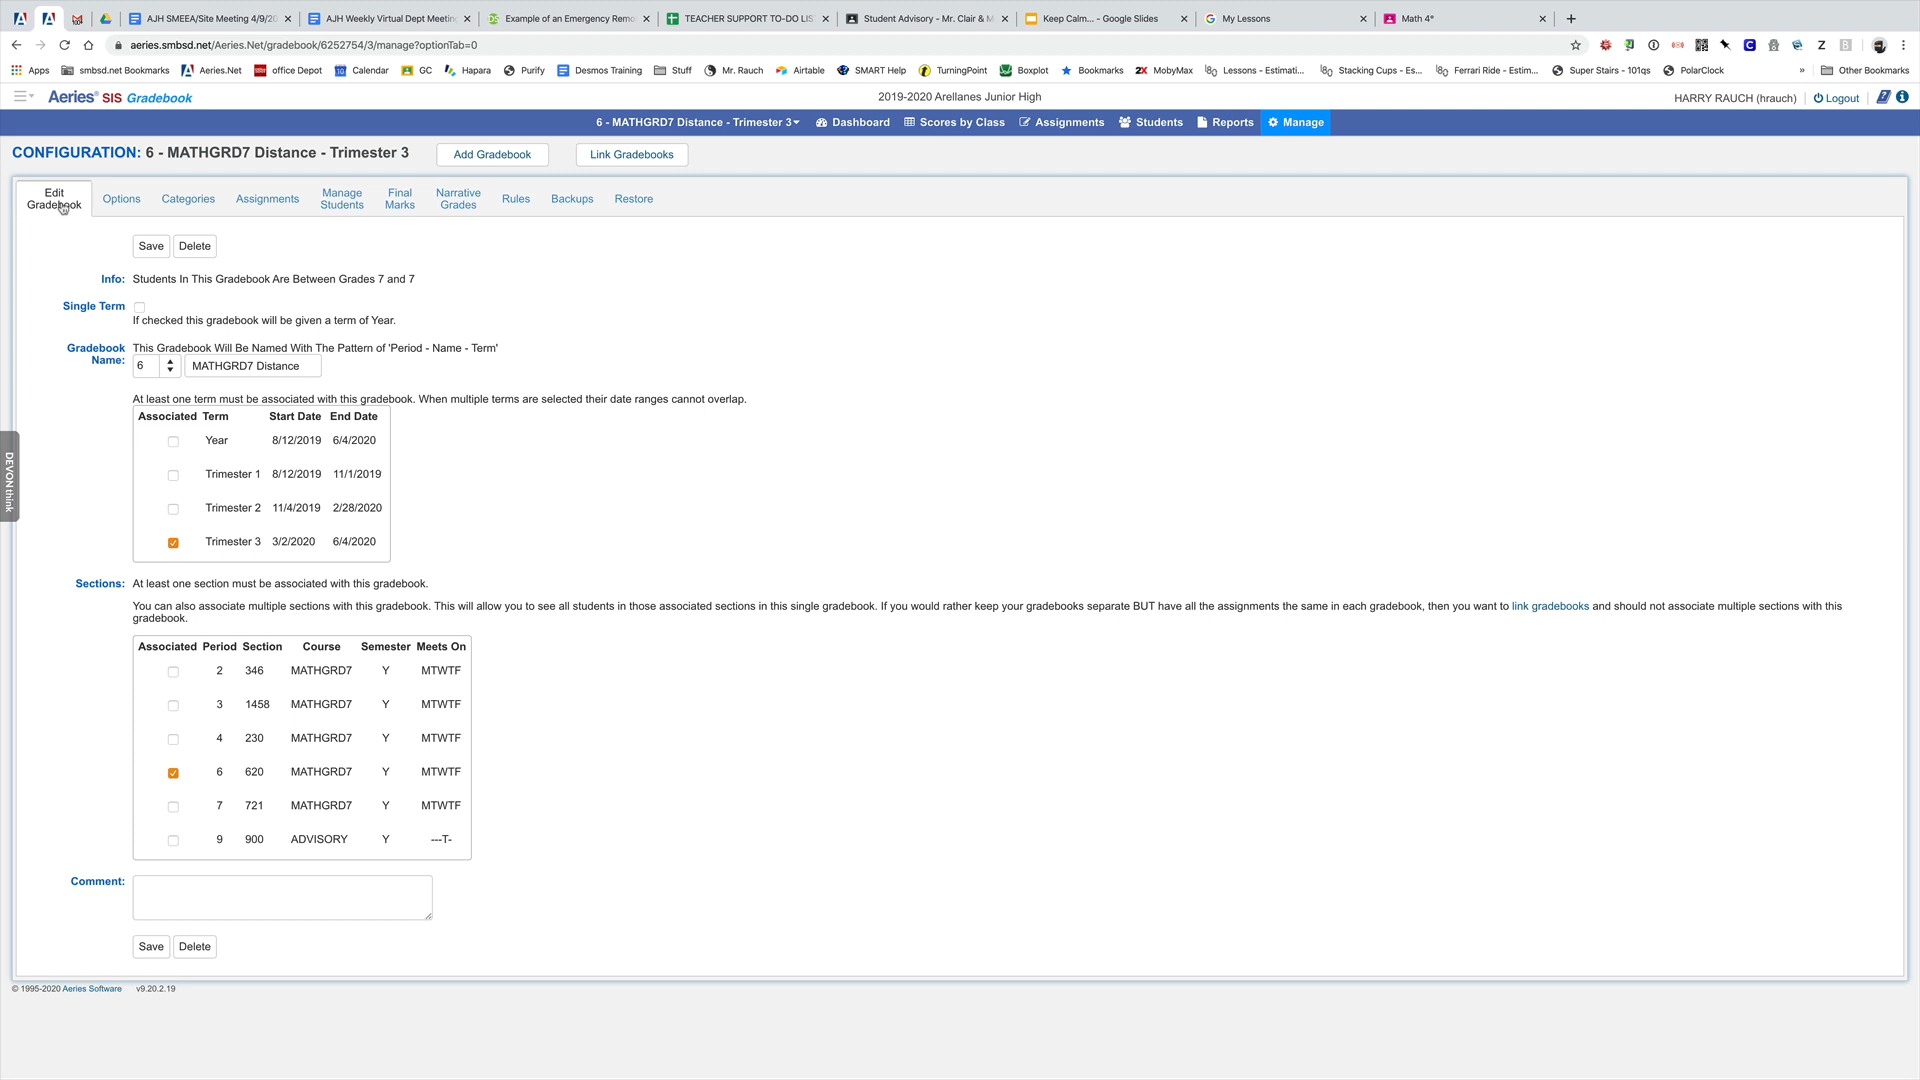 AJH SMEEA/Site Meeting 4/9/20
AJH Weekly Virtual Dept Meeting
Example of an Emergency Remo
TEACHER SUPPORT TO-DO LIS
Student Advisory - Mr. Clair & M
Keep Calm... - Google Slides
My Lessons
Math 4*
aeries.smbsd.net/Aeries.Net/gradebook/6252754/3/manage?optionTab=0
Apps smbsd.net Bookmarks Aeries.Net office Depot Calendar GC Hapara Purify Desmos Training Stuff Mr. Rauch Airtable SMART Help TurningPoint Boxplot Bookmarks MobyMax Lessons - Estimati... Stacking Cups - Es... Ferrari Ride - Estim... Super Stairs - 101qs PolarClock » Other Bookmarks
Aeries SIS Gradebook
2019-2020 Arellanes Junior High
HARRY RAUCH (hrauch) Logout
6 - MATHGRD7 Distance - Trimester 3 Dashboard Scores by Class Assignments Students Reports Manage
CONFIGURATION: 6 - MATHGRD7 Distance - Trimester 3 Add Gradebook Link Gradebooks
Edit Gradebook Options Categories Assignments Manage Students Final Marks Narrative Grades Rules Backups Restore
Save Delete
Info: Students In This Gradebook Are Between Grades 7 and 7
Single Term
If checked this gradebook will be given a term of Year.
Gradebook Name: This Gradebook Will Be Named With The Pattern of 'Period - Name - Term'
6 MATHGRD7 Distance
At least one term must be associated with this gradebook. When multiple terms are selected their date ranges cannot overlap.
Associated Term Start Date End Date
Year 8/12/2019 6/4/2020
Trimester 1 8/12/2019 11/1/2019
Trimester 2 11/4/2019 2/28/2020
Trimester 3 3/2/2020 6/4/2020
DEVONthink
Sections: At least one section must be associated with this gradebook.
You can also associate multiple sections with this gradebook. This will allow you to see all students in those associated sections in this single gradebook. If you would rather keep your gradebooks separate BUT have all the assignments the same in each gradebook, then you want to link gradebooks and should not associate multiple sections with this
gradebook.
Associated Period Section Course Semester Meets On
2 346 MATHGRD7 Y MTWTF
3 1458 MATHGRD7 Y MTWTF
4 230 MATHGRD7 Y MTWTF
6 620 MATHGRD7 Y MTWTF
7 721 MATHGRD7 Y MTWTF
9 900 ADVISORY Y ---T-
Comment:
Save Delete
© 1995-2020 Aeries Software v9.20.2.19